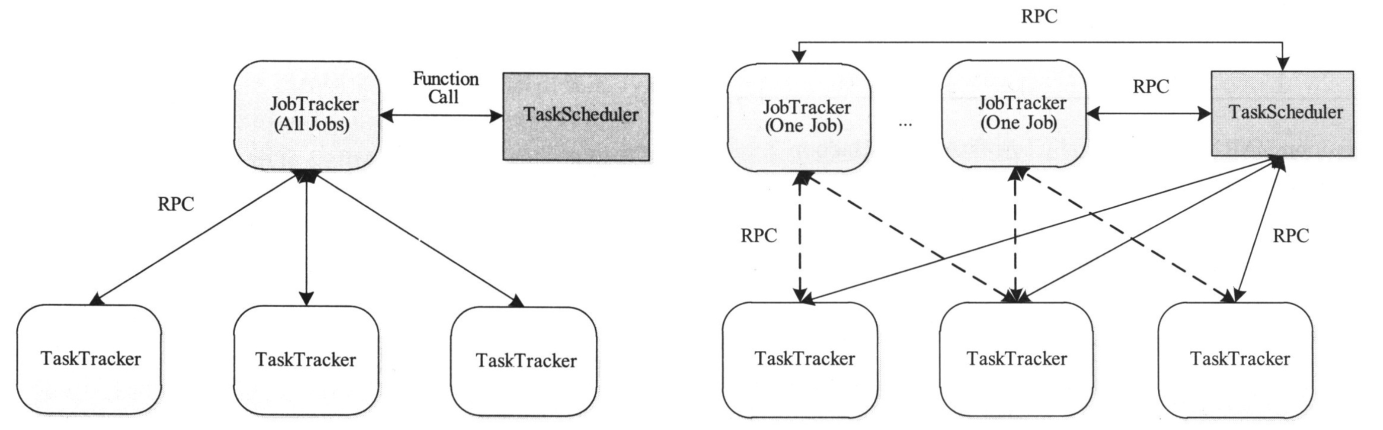 Function
Call
JobTracker
(All Jobs)
TaskScheduler
RPC
TaskTracker
TaskTracker
TaskTracker
RPC
JobTracker
(One Job)
...
JobTracker
(One Job)
RPC
TaskScheduler
RPC
RPC
TaskTracker
TaskTracker
TaskTracker